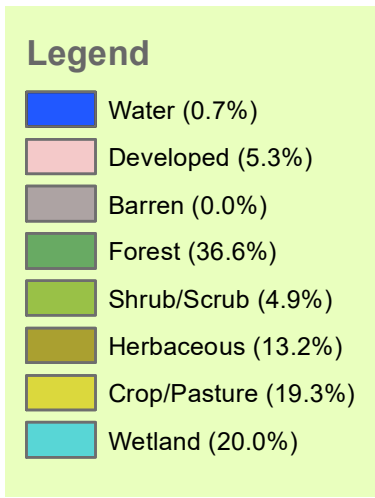 Legend
Water (0.7%)
Developed (5.3%)
Barren (0.0%)
Forest (36.6%)
Shrub/Scrub (4.9%)
Herbaceous (13.2%)
Crop/Pasture (19.3%)
Wetland (20.0%)